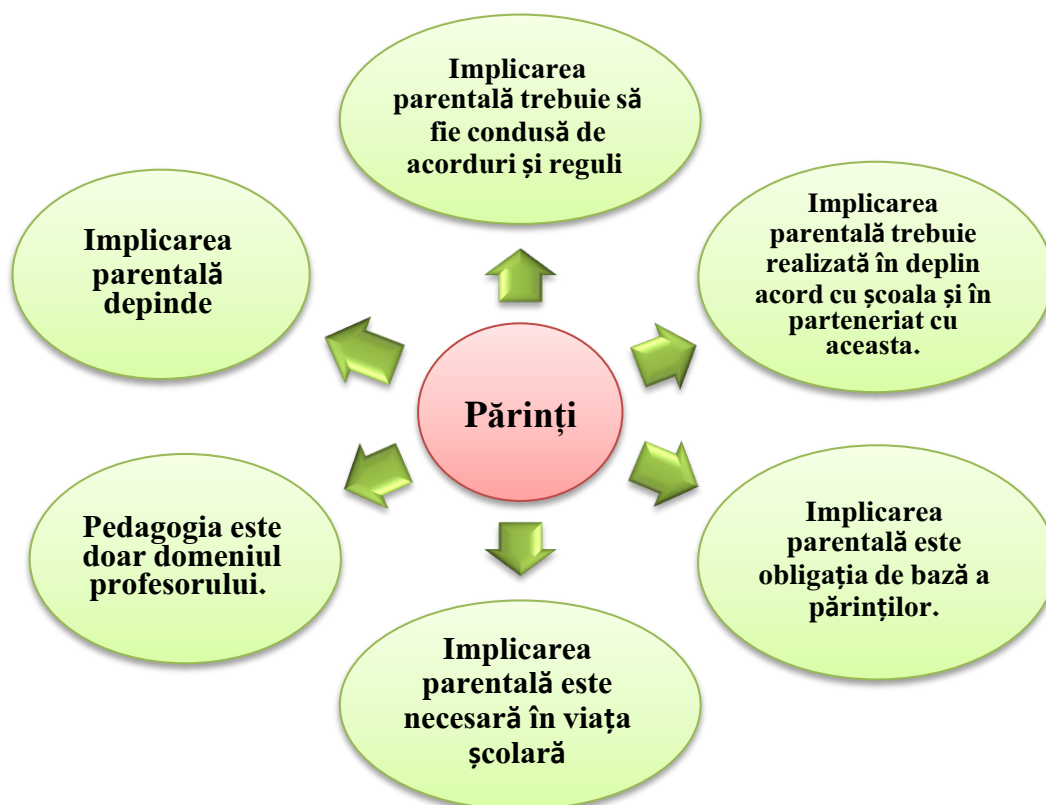 Implicarea
parentală trebuie să
fie condusă de
acorduri și reguli
Implicarea
parentală trebuie
realizată în deplin
acord cu școala și în
parteneriat cu
aceasta.
Implicarea
parentală este
obligația de bază a
părinților.
Implicarea
parentală este
necesară în viața
școlară
Pedagogia este
doar domeniul
profesorului.
Implicarea
parentală
depinde
Părinți